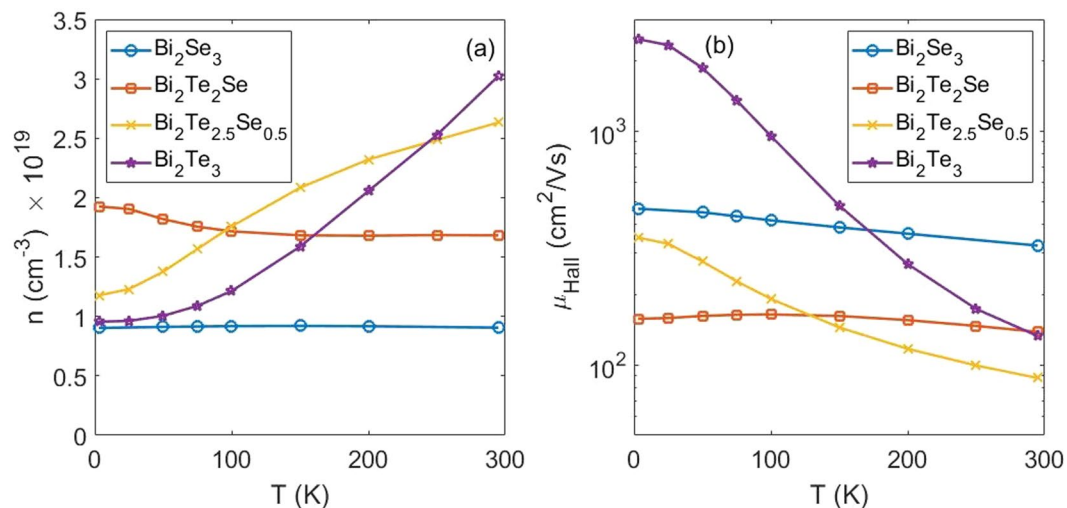 (a)
Bi₂Se₃
Bi₂Te₂Se
Bi₂Te₂.₅Se₀.₅
Bi₂Te₃
n (cm⁻³) × 10¹⁹
3.5
3
2.5
2
1.5
1
0.5
0
0
100
200
300
T (K)
(b)
Bi₂Se₃
Bi₂Te₂Se
Bi₂Te₂.₅Se₀.₅
Bi₂Te₃
μHall (cm²/Vs)
10³
10²
0
100
200
300
T (K)